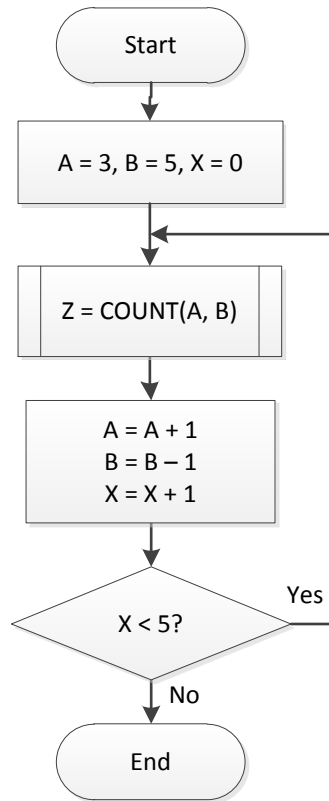 Start
A = 3, B = 5, X = 0
Z = COUNT(A, B)
A = A + 1
B = B – 1
X = X + 1
X < 5?
Yes
No
End